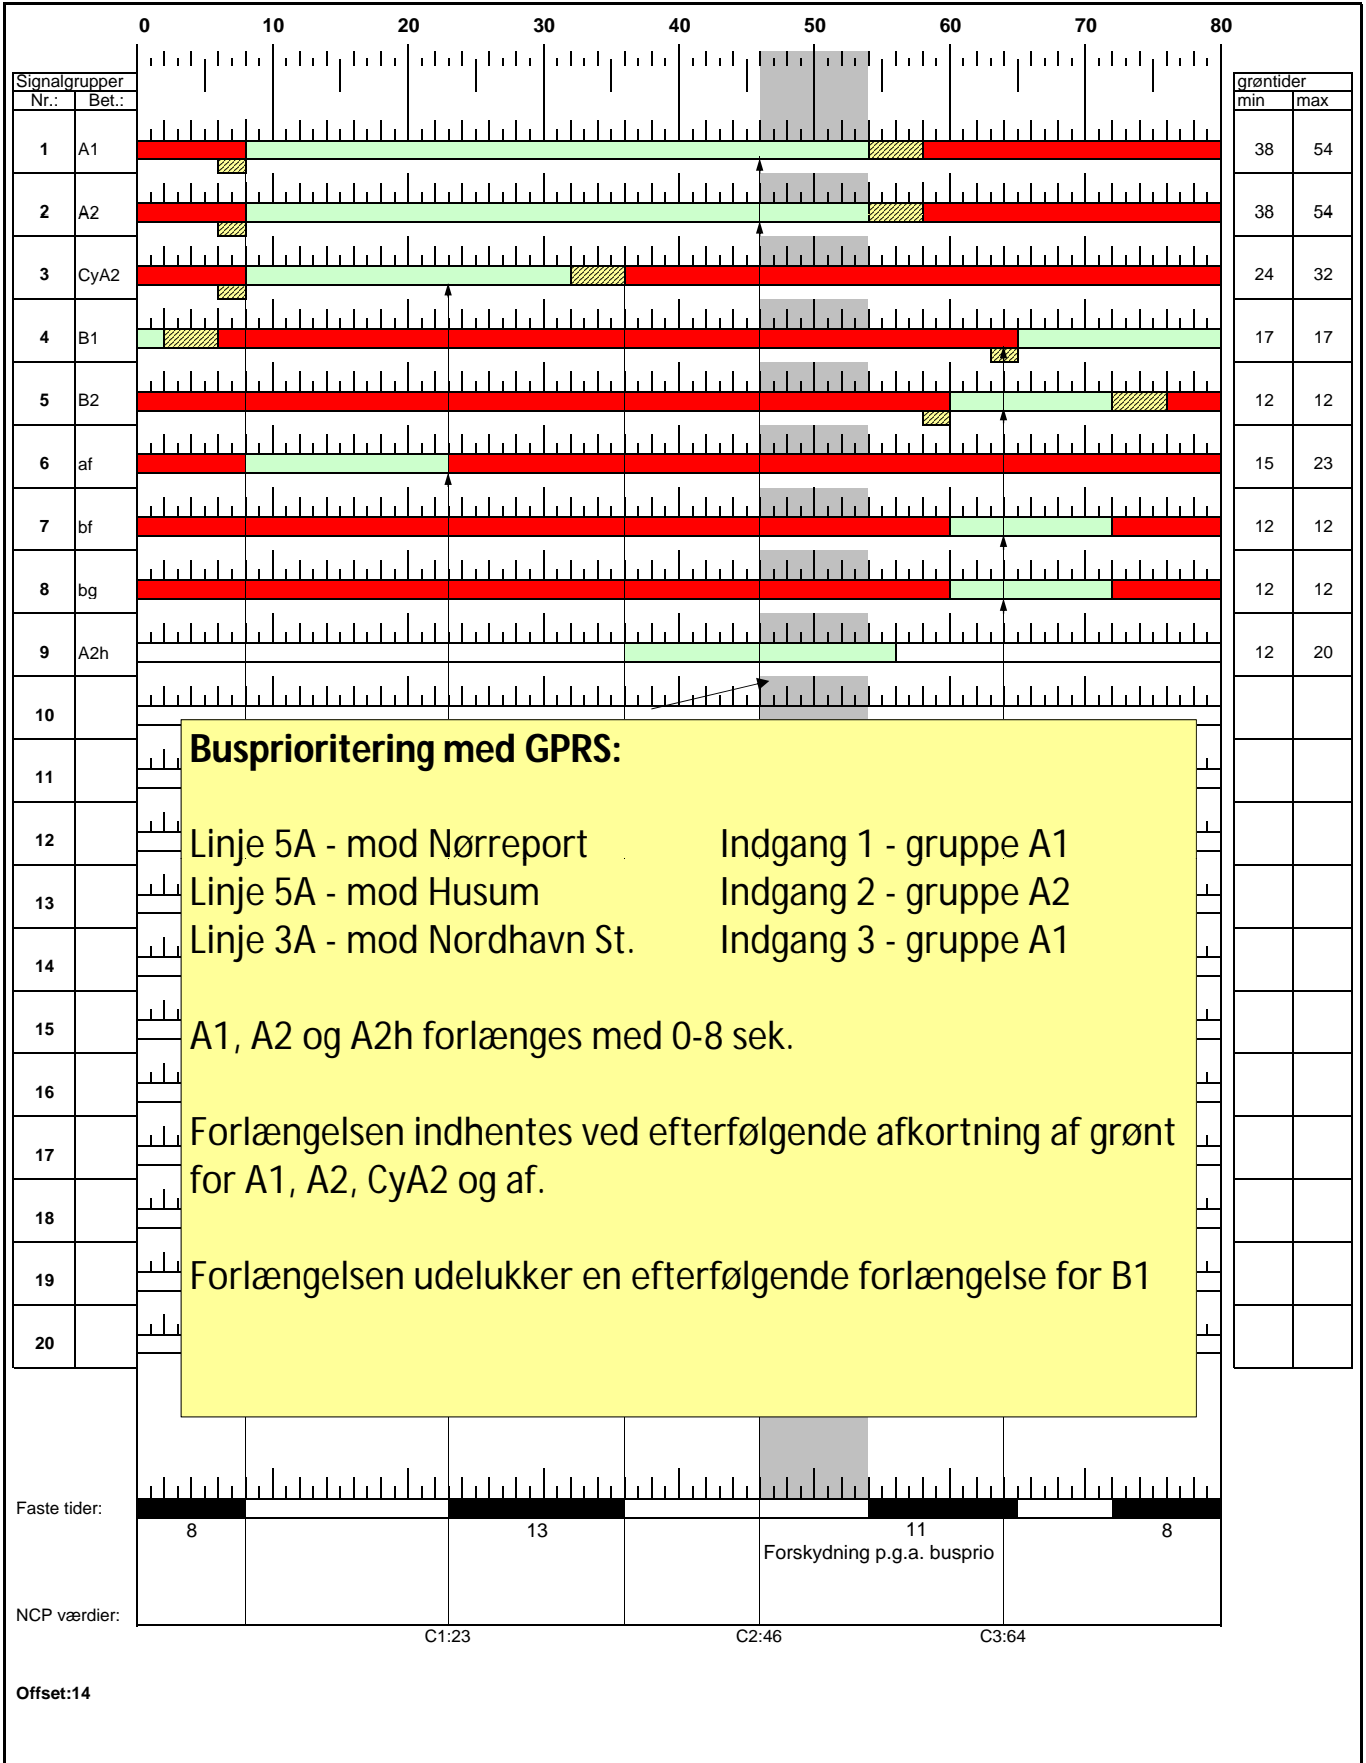 0 10 20 30 40 50 60 70 80
Signalgrupper grøntider
Nr.: Bet.: min max
1 A1 38 54
2 A2 38 54
3 CyA2 24 32
4 B1 17 17
5 B2 12 12
6 af 15 23
7 bf 12 12
8 bg 12 12
9 A2h 12 20
10
11
12
13
14
15
16
17
18
19
20
Busprioritering med GPRS:
Linje 5A - mod Nørreport Indgang 1 - gruppe A1
Linje 5A - mod Husum Indgang 2 - gruppe A2
Linje 3A - mod Nordhavn St. Indgang 3 - gruppe A1
A1, A2 og A2h forlænges med 0-8 sek.
Forlængelsen indhentes ved efterfølgende afkortning af grønt
for A1, A2, CyA2 og af.
Forlængelsen udelukker en efterfølgende forlængelse for B1
Faste tider:
8 13 11 8
Forskydning p.g.a. busprio
NCP værdier:
C1:23 C2:46 C3:64
Offset:14